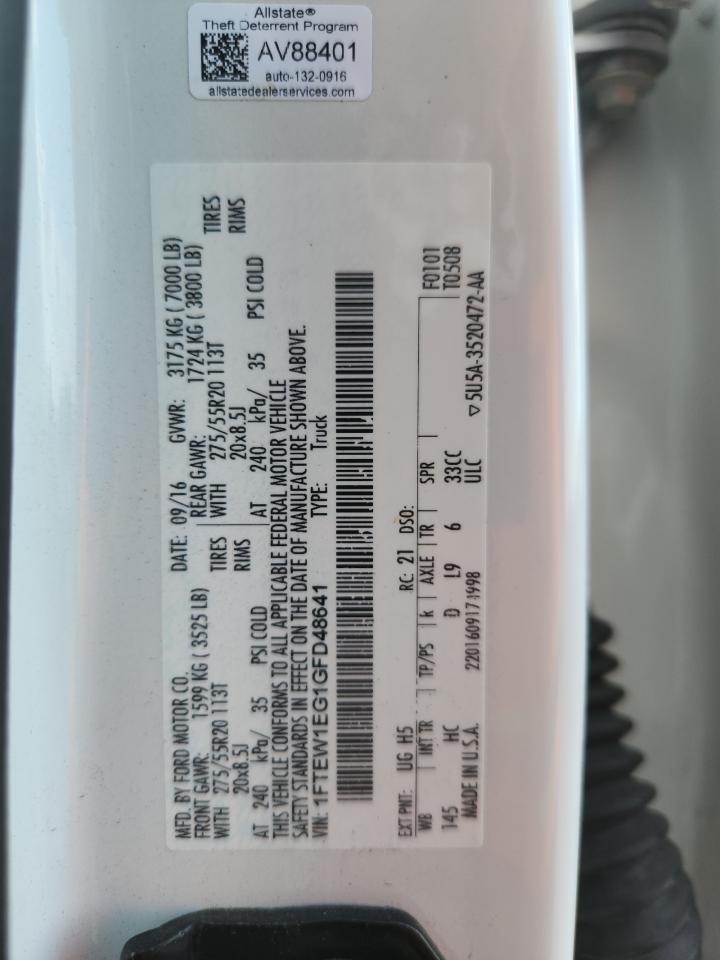 Allstate®
Theft Deterrent Program
AV88401
auto-132-0916
allstatedealerservices.com
MFD. BY FORD MOTOR CO. DATE: 09/16 GVWR: 3175 KG ( 7000 LB)
FRONT GAWR: 1599 KG ( 3525 LB) REAR GAWR: 1724 KG ( 3800 LB)
WITH 275/55R20 113T TIRES WITH 275/55R20 113T TIRES
20x8.5J RIMS 20x8.5J RIMS
AT 240 kPa/ 35 PSI COLD AT 240 kPa/ 35 PSI COLD
THIS VEHICLE CONFORMS TO ALL APPLICABLE FEDERAL MOTOR VEHICLE
SAFETY STANDARDS IN EFFECT ON THE DATE OF MANUFACTURE SHOWN ABOVE.
VIN: 1FTEW1EG1GFD48641 TYPE: Truck
EXT PNT: UG H5 RC: 21 DSO: F0101
WB INT TR TP/PS R AXLE TR SPR T0508
145 HC D L9 6 33CC
MADE IN U.S.A. 220160917 1998 ULC ▽5U5A-3520472-AA